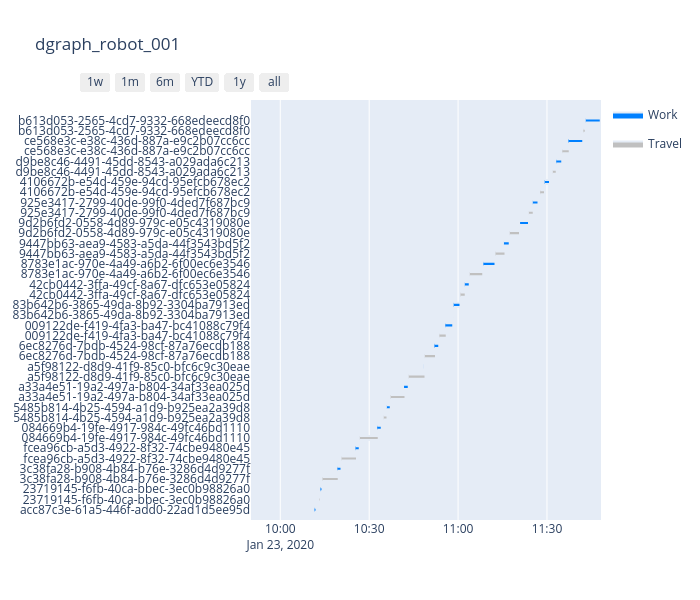 dgraph_robot_001
1w 1m 6m YTD 1y all
b613d053-2565-4cd7-9332-668edeecd8f0
b613d053-2565-4cd7-9332-668edeecd8f0
ce568e3c-e38c-436d-887a-e9c2b07cc6cc
ce568e3c-e38c-436d-887a-e9c2b07cc6cc
d9be8c46-4491-45dd-8543-a029ada6c213
d9be8c46-4491-45dd-8543-a029ada6c213
4106672b-e54d-459e-94cd-95efcb678ec2
4106672b-e54d-459e-94cd-95efcb678ec2
925e3417-2799-40de-99f0-4ded7f687bc9
925e3417-2799-40de-99f0-4ded7f687bc9
9d2b6fd2-0558-4d89-979c-e05c4319080e
9d2b6fd2-0558-4d89-979c-e05c4319080e
9447bb63-aea9-4583-a5da-44f3543bd5f2
9447bb63-aea9-4583-a5da-44f3543bd5f2
8783e1ac-970e-4a49-a6b2-6f00ec6e3546
8783e1ac-970e-4a49-a6b2-6f00ec6e3546
42cb0442-3ffa-49cf-8a67-dfc653e05824
42cb0442-3ffa-49cf-8a67-dfc653e05824
83b642b6-3865-49da-8b92-3304ba7913ed
83b642b6-3865-49da-8b92-3304ba7913ed
009122de-f419-4fa3-ba47-bc41088c79f4
009122de-f419-4fa3-ba47-bc41088c79f4
6ec8276d-7bdb-4524-98cf-87a76ecdb188
6ec8276d-7bdb-4524-98cf-87a76ecdb188
a5f98122-d8d9-41f9-85c0-bfc6c9c30eae
a5f98122-d8d9-41f9-85c0-bfc6c9c30eae
a33a4e51-19a2-497a-b804-34af33ea025d
a33a4e51-19a2-497a-b804-34af33ea025d
5485b814-4b25-4594-a1d9-b925ea2a39d8
5485b814-4b25-4594-a1d9-b925ea2a39d8
084669b4-19fe-4917-984c-49fc46bd1110
084669b4-19fe-4917-984c-49fc46bd1110
fcea96cb-a5d3-4922-8f32-74cbe9480e45
fcea96cb-a5d3-4922-8f32-74cbe9480e45
3c38fa28-b908-4b84-b76e-3286d4d9277f
3c38fa28-b908-4b84-b76e-3286d4d9277f
23719145-f6fb-40ca-bbec-3ec0b98826a0
23719145-f6fb-40ca-bbec-3ec0b98826a0
acc87c3e-61a5-446f-add0-22ad1d5ee95d
10:00 10:30 11:00 11:30
Jan 23, 2020
Work
Travel